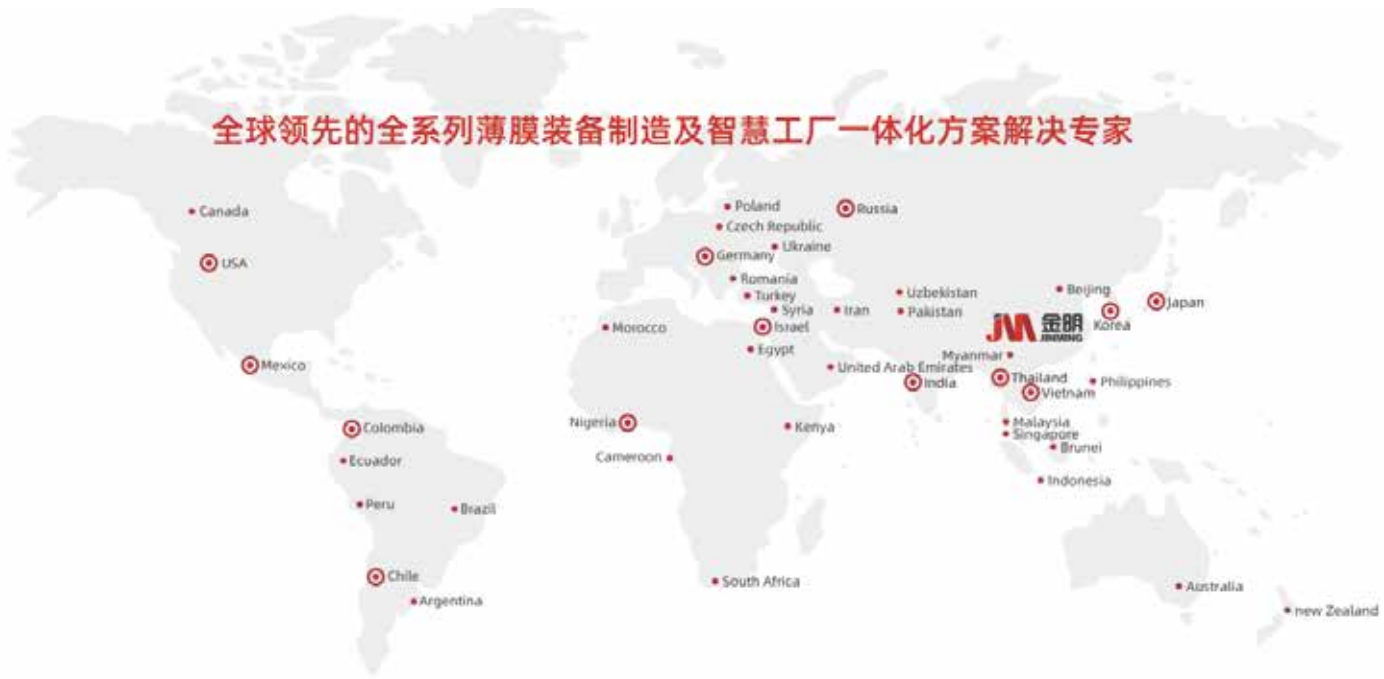 全球领先的全系列薄膜装备制造及智慧工厂一体化方案解决专家
Canada
Poland
Russia
Czech Republic
Ukraine
Germany
USA
Romania
Beijing
Uzbekistan
Turkey
Japan
Syria
Iran
Pakistan
Korea
JM 金明
JINMING
Morocco
Israel
Egypt
Myanmar
Mexico
United Arab Emirates
Thailand
India
Philippines
Vietnam
Nigeria
Malaysia
Kenya
Colombia
Singapore
Brunei
Cameroon
Ecuador
Indonesia
Peru
Brazil
Chile
South Africa
Australia
Argentina
new Zealand